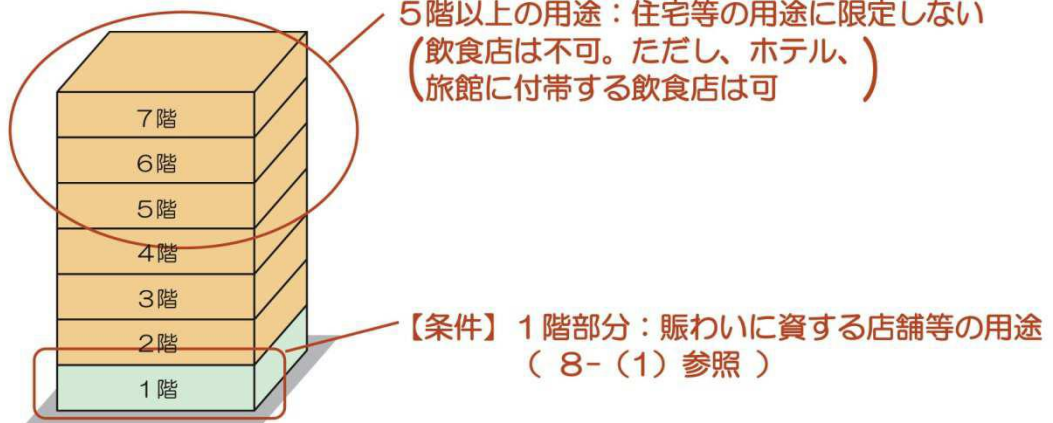 ５階以上の用途：住宅等の用途に限定しない
（飲食店は不可。ただし、ホテル、
旅館に付帯する飲食店は可）
７階
６階
５階
４階
３階
２階
１階
【条件】１階部分：賑わいに資する店舗等の用途
（ ８-（１）参照 ）